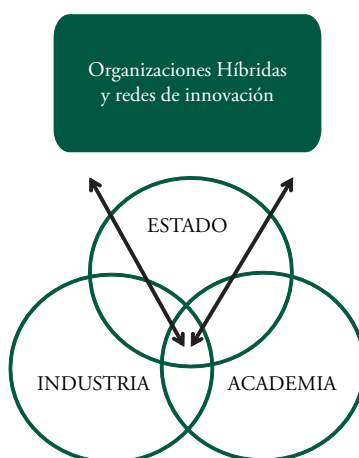 Organizaciones Híbridas
y redes de innovación
ESTADO
INDUSTRIA
ACADEMIA